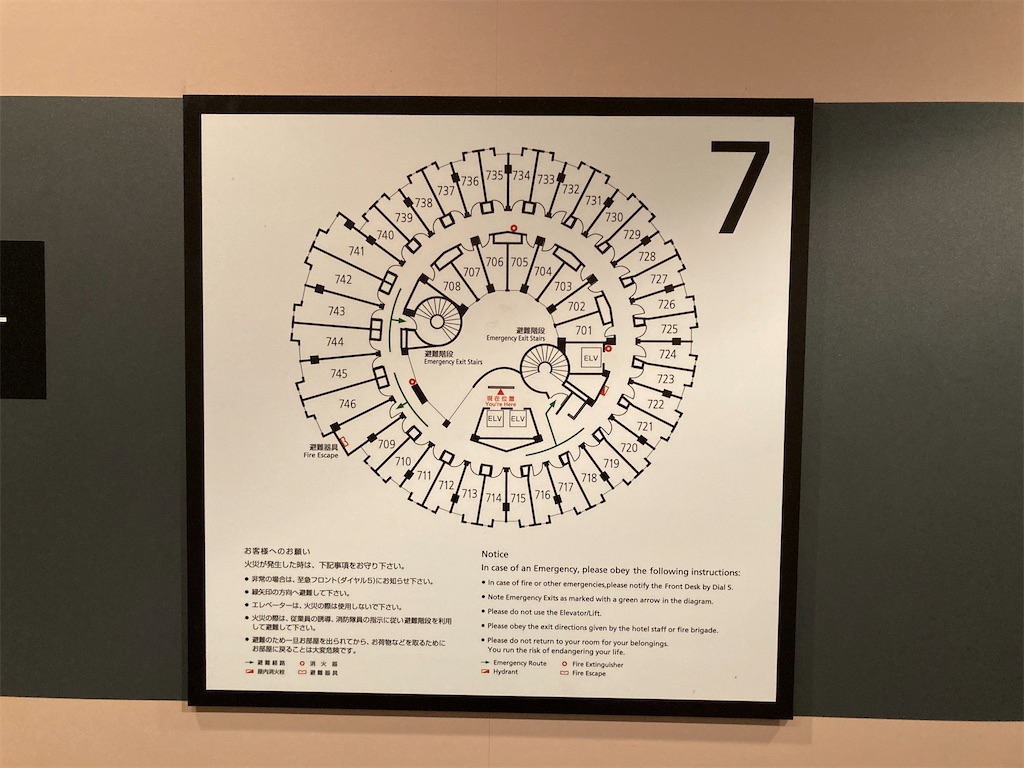 7
735
734
736
733
737
732
738
731
739
730
740
729
741
728
742
727
743
726
744
725
745
724
746
723
722
721
720
719
718
717
716
715
714
713
712
711
710
709
708
707
706
705
704
703
702
701
避難階段
Emergency Exit Stairs
避難階段
Emergency Exit Stairs
ELV
現在位置
You're Here
ELV
ELV
避難器具
Fire Escape
お客様へのお願い
火災が発生した時は、下記事項をお守り下さい。
● 非常の場合は、至急フロント(ダイヤル5)にお知らせ下さい。
● 緑矢印の方向へ避難して下さい。
● エレベーターは、火災の際は使用しないで下さい。
● 火災の際は、従業員の誘導、消防隊員の指示に従い避難階段を利用
して避難して下さい。
● 避難のため一旦お部屋を出られてから、お荷物などを取るために
お部屋に戻ることは大変危険です。
避難経路
消火器
屋内消火栓
避難器具
Notice
In case of an Emergency, please obey the following instructions:
● In case of fire or other emergencies,please notify the Front Desk by Dial 5.
● Note Emergency Exits as marked with a green arrow in the diagram.
● Please do not use the Elevator/Lift.
● Please obey the exit directions given by the hotel staff or fire brigade.
● Please do not return to your room for your belongings.
You run the risk of endangering your life.
Emergency Route
Fire Extinguisher
Hydrant
Fire Escape